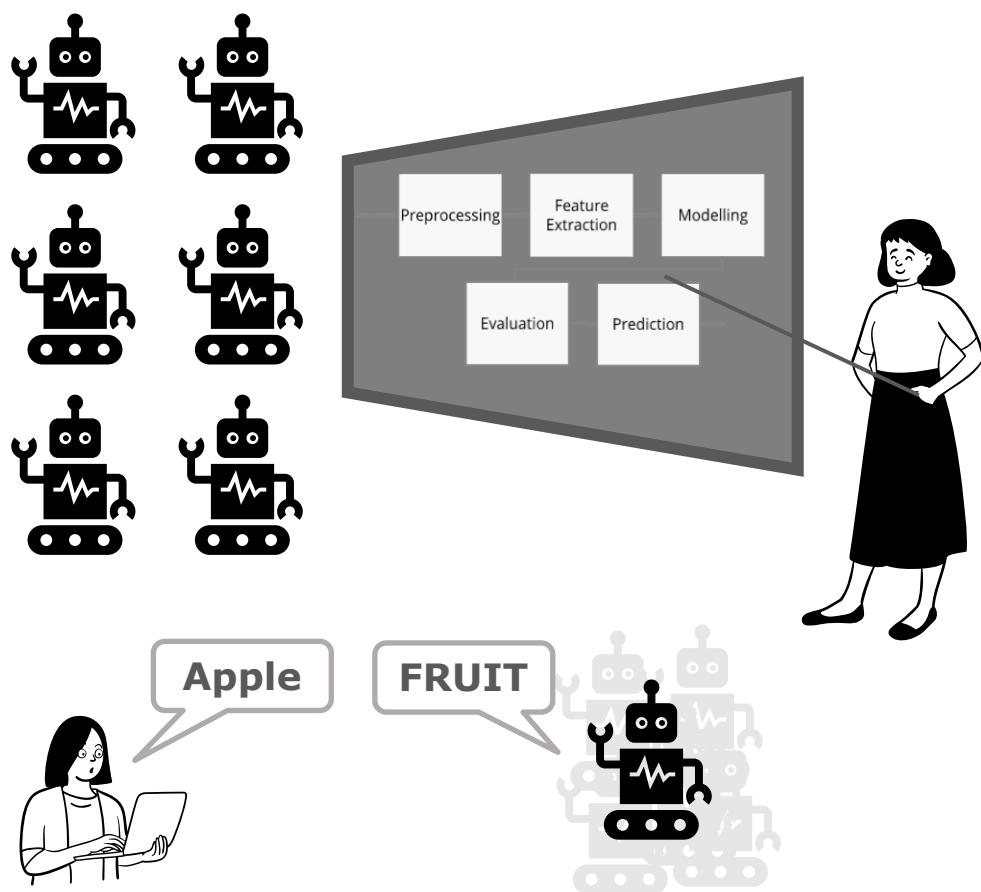 Preprocessing
Feature
Extraction
Modelling
Evaluation
Prediction
Apple
FRUIT